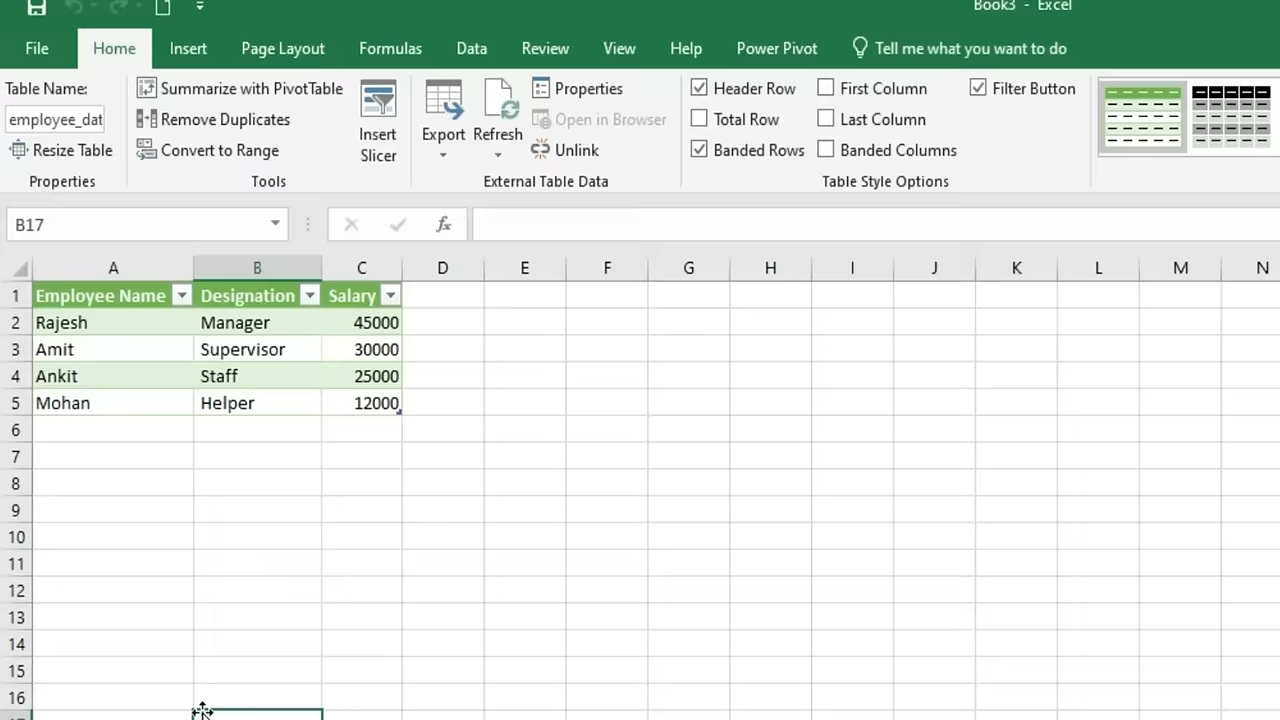 Book3 - Excel
File Home Insert Page Layout Formulas Data Review View Help Power Pivot Tell me what you want to do
Table Name: Summarize with PivotTable Properties Header Row First Column Filter Button
employee_dat Remove Duplicates Insert Slicer Export Refresh Open in Browser Total Row Last Column
Resize Table Convert to Range Unlink Banded Rows Banded Columns
Properties Tools External Table Data Table Style Options
B17 fx
A B C D E F G H I J K L M N
1 Employee Name Designation Salary
2 Rajesh Manager 45000
3 Amit Supervisor 30000
4 Ankit Staff 25000
5 Mohan Helper 12000
6
7
8
9
10
11
12
13
14
15
16